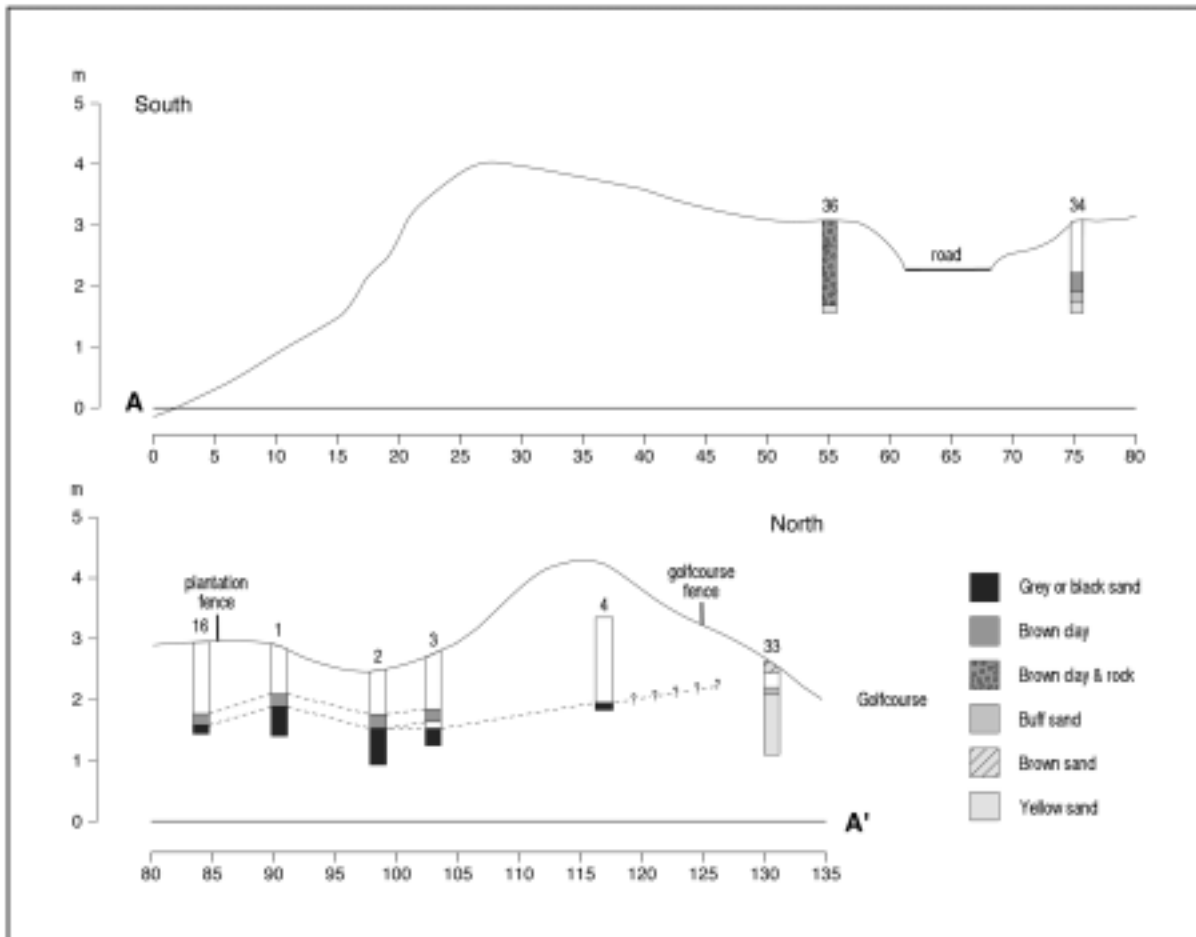 m
South
5
4
3
2
1
0
36
34
road
A
0 5 10 15 20 25 30 35 40 45 50 55 60 65 70 75 80
m
North
5
4
3
2
1
0
plantation
fence
16
1
2
3
4
golfcourse
fence
33
? ? ? ? ?
Golfcourse
A'
80 85 90 95 100 105 110 115 120 125 130 135
Grey or black sand
Brown clay
Brown clay & rock
Buff sand
Brown sand
Yellow sand